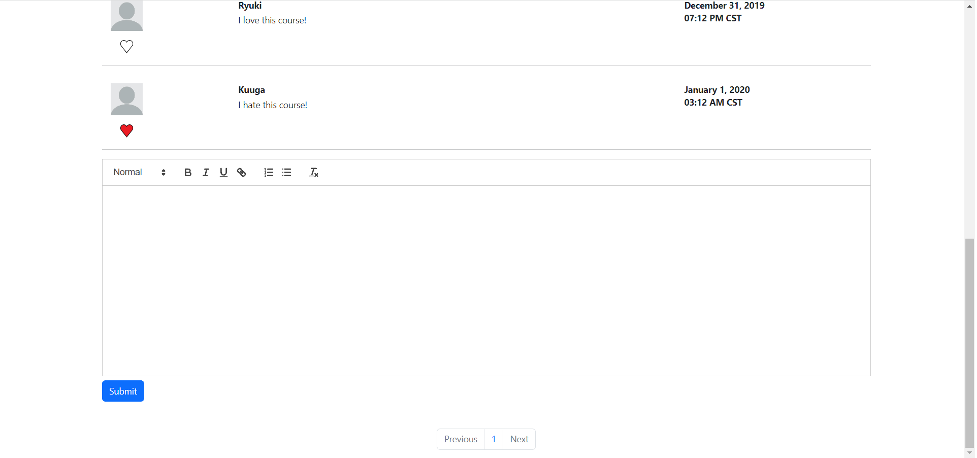 Ryuki
I love this course!
December 31, 2019
07:12 PM CST
Kuuga
I hate this course!
January 1, 2020
03:12 AM CST
Normal B I U
Submit
Previous 1 Next